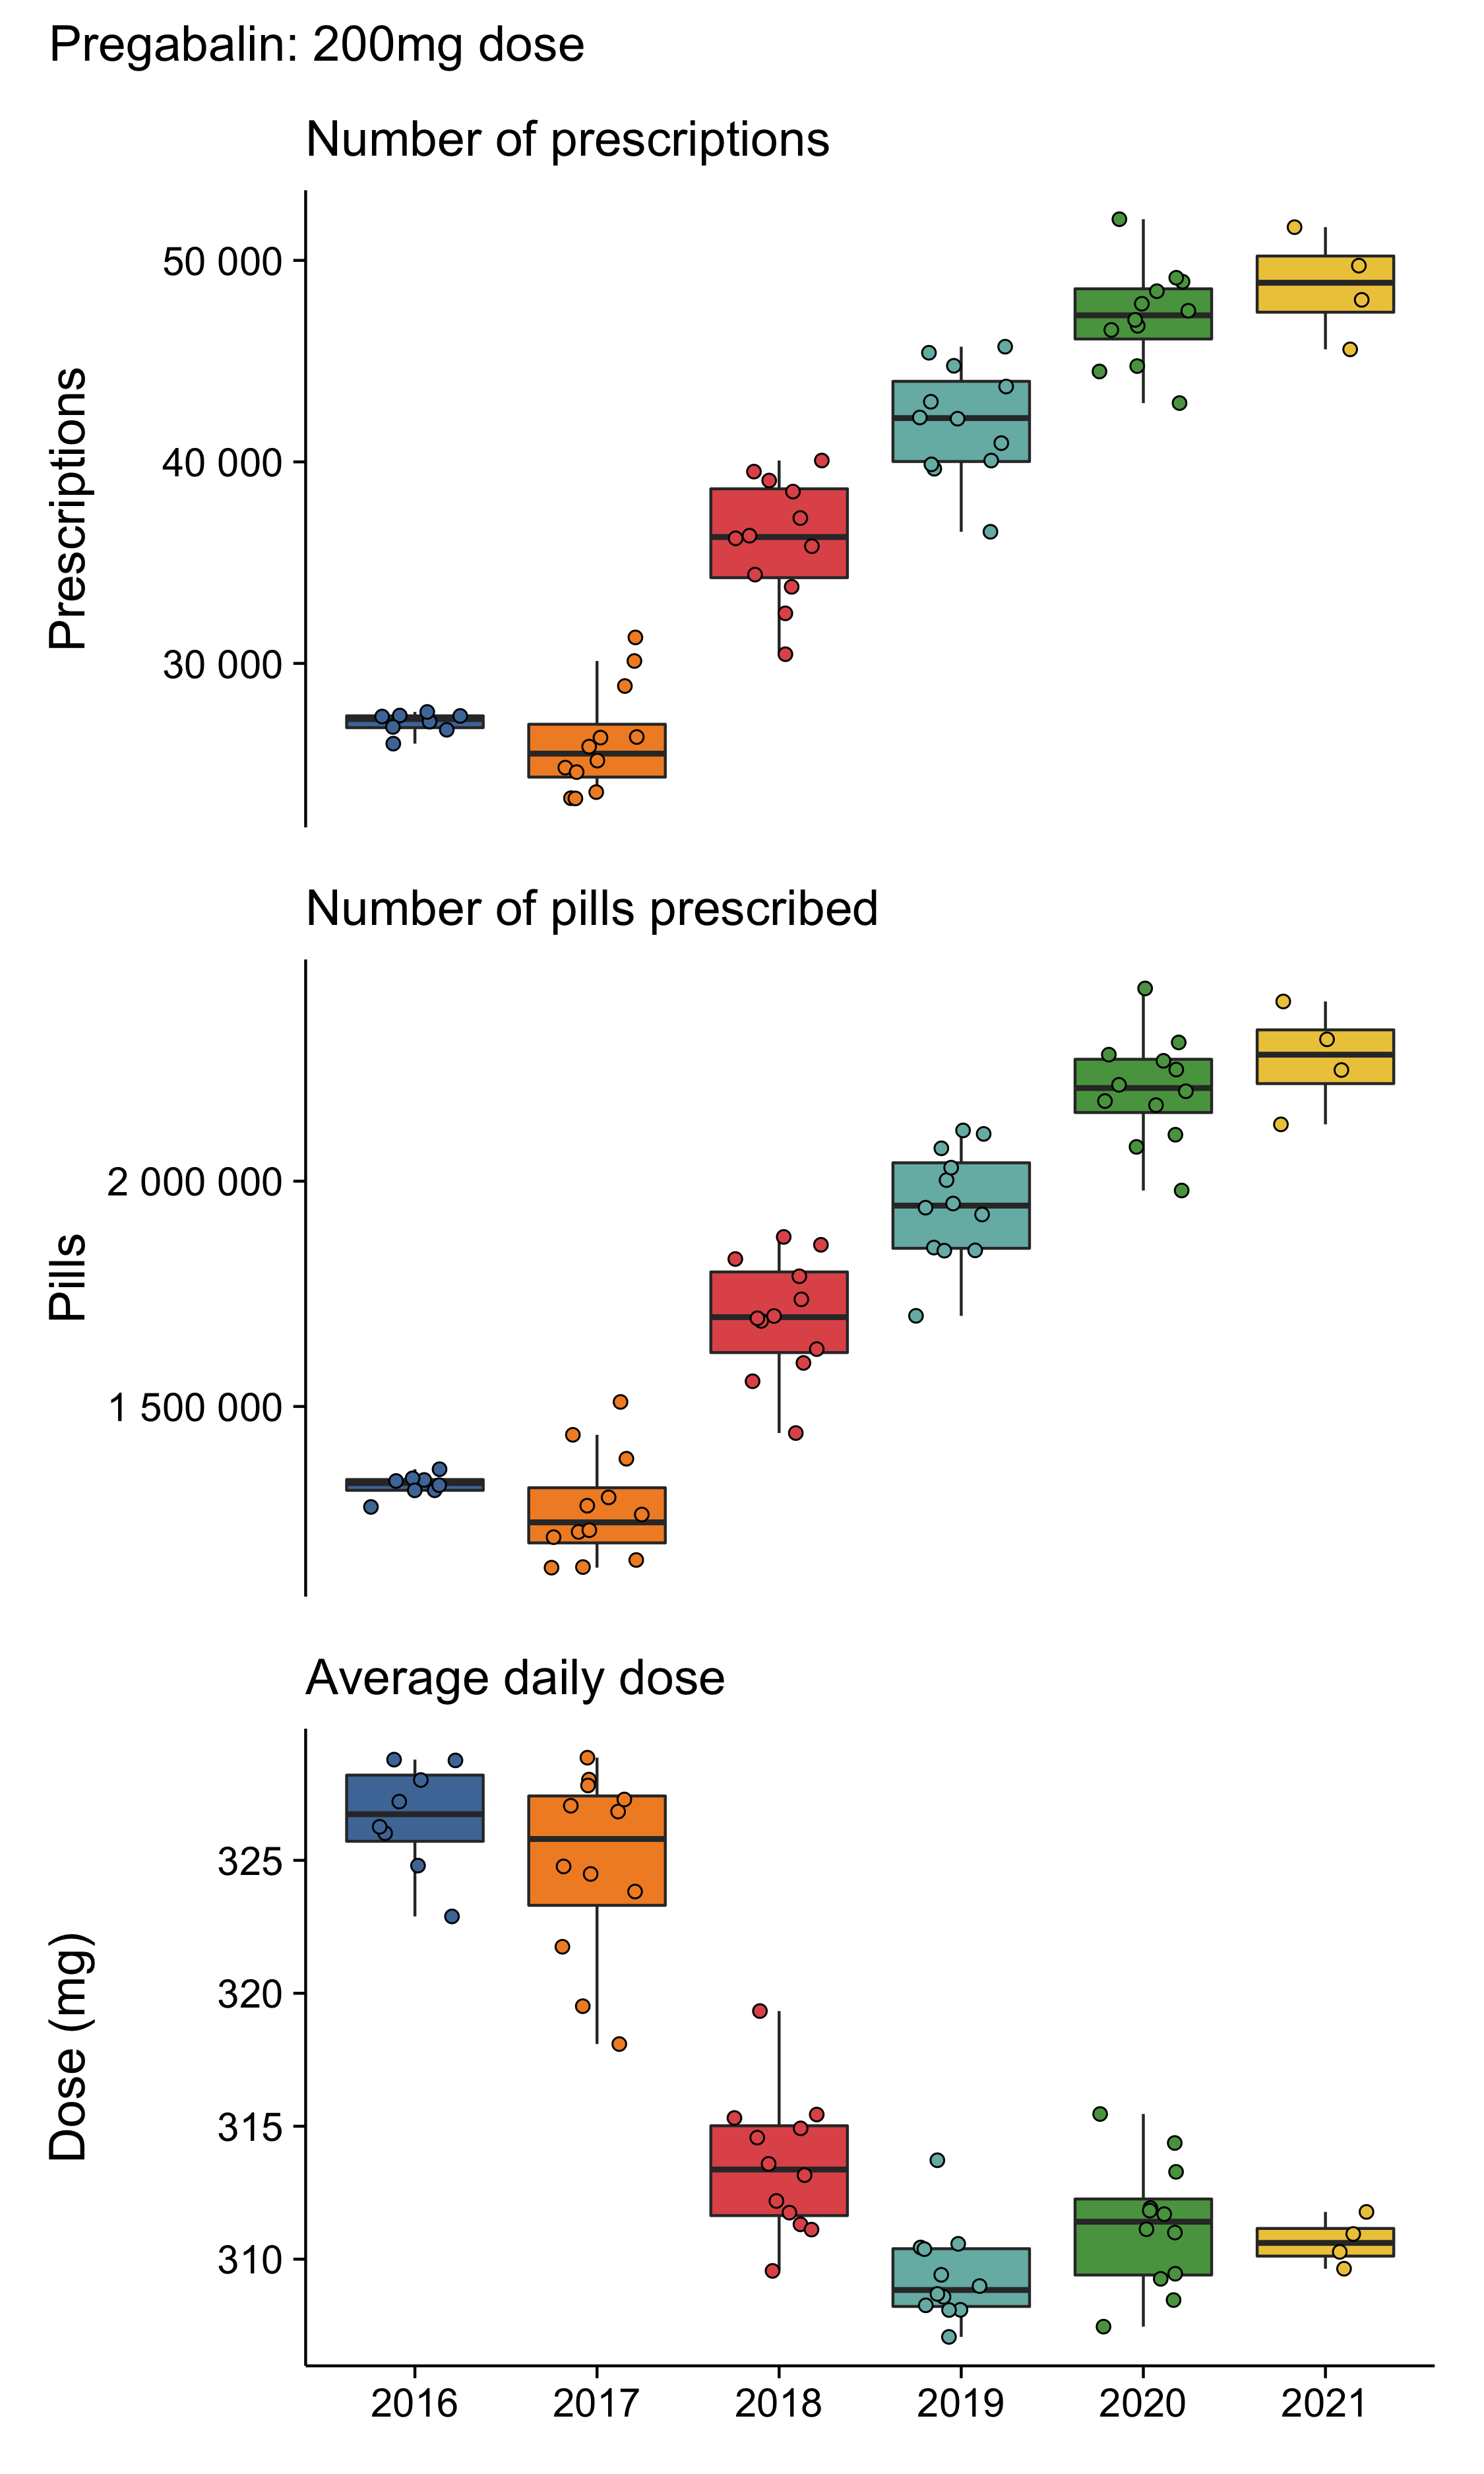 Pregabalin: 200mg dose
Number of prescriptions
Prescriptions
50 000
40 000
30 000
Number of pills prescribed
Pills
2 000 000
1 500 000
Average daily dose
Dose (mg)
325
320
315
310
2016 2017 2018 2019 2020 2021